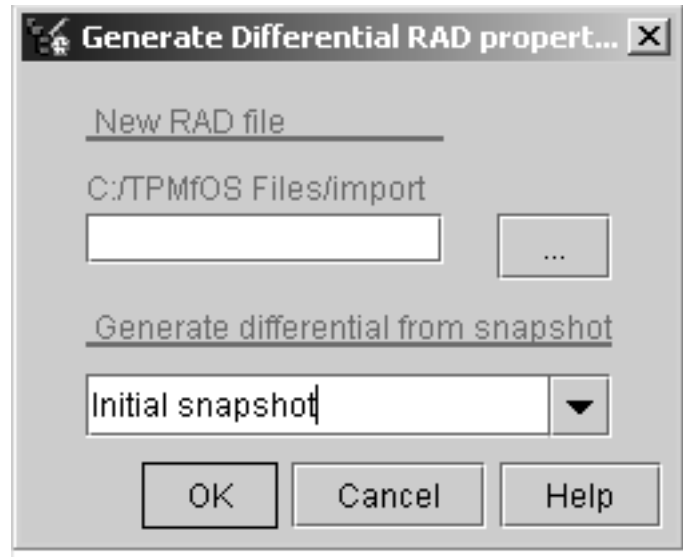 Generate Differential RAD propert...
New RAD file
C:/TPMfOS Files/import
...
Generate differential from snapshot
Initial snapshot
OK Cancel Help